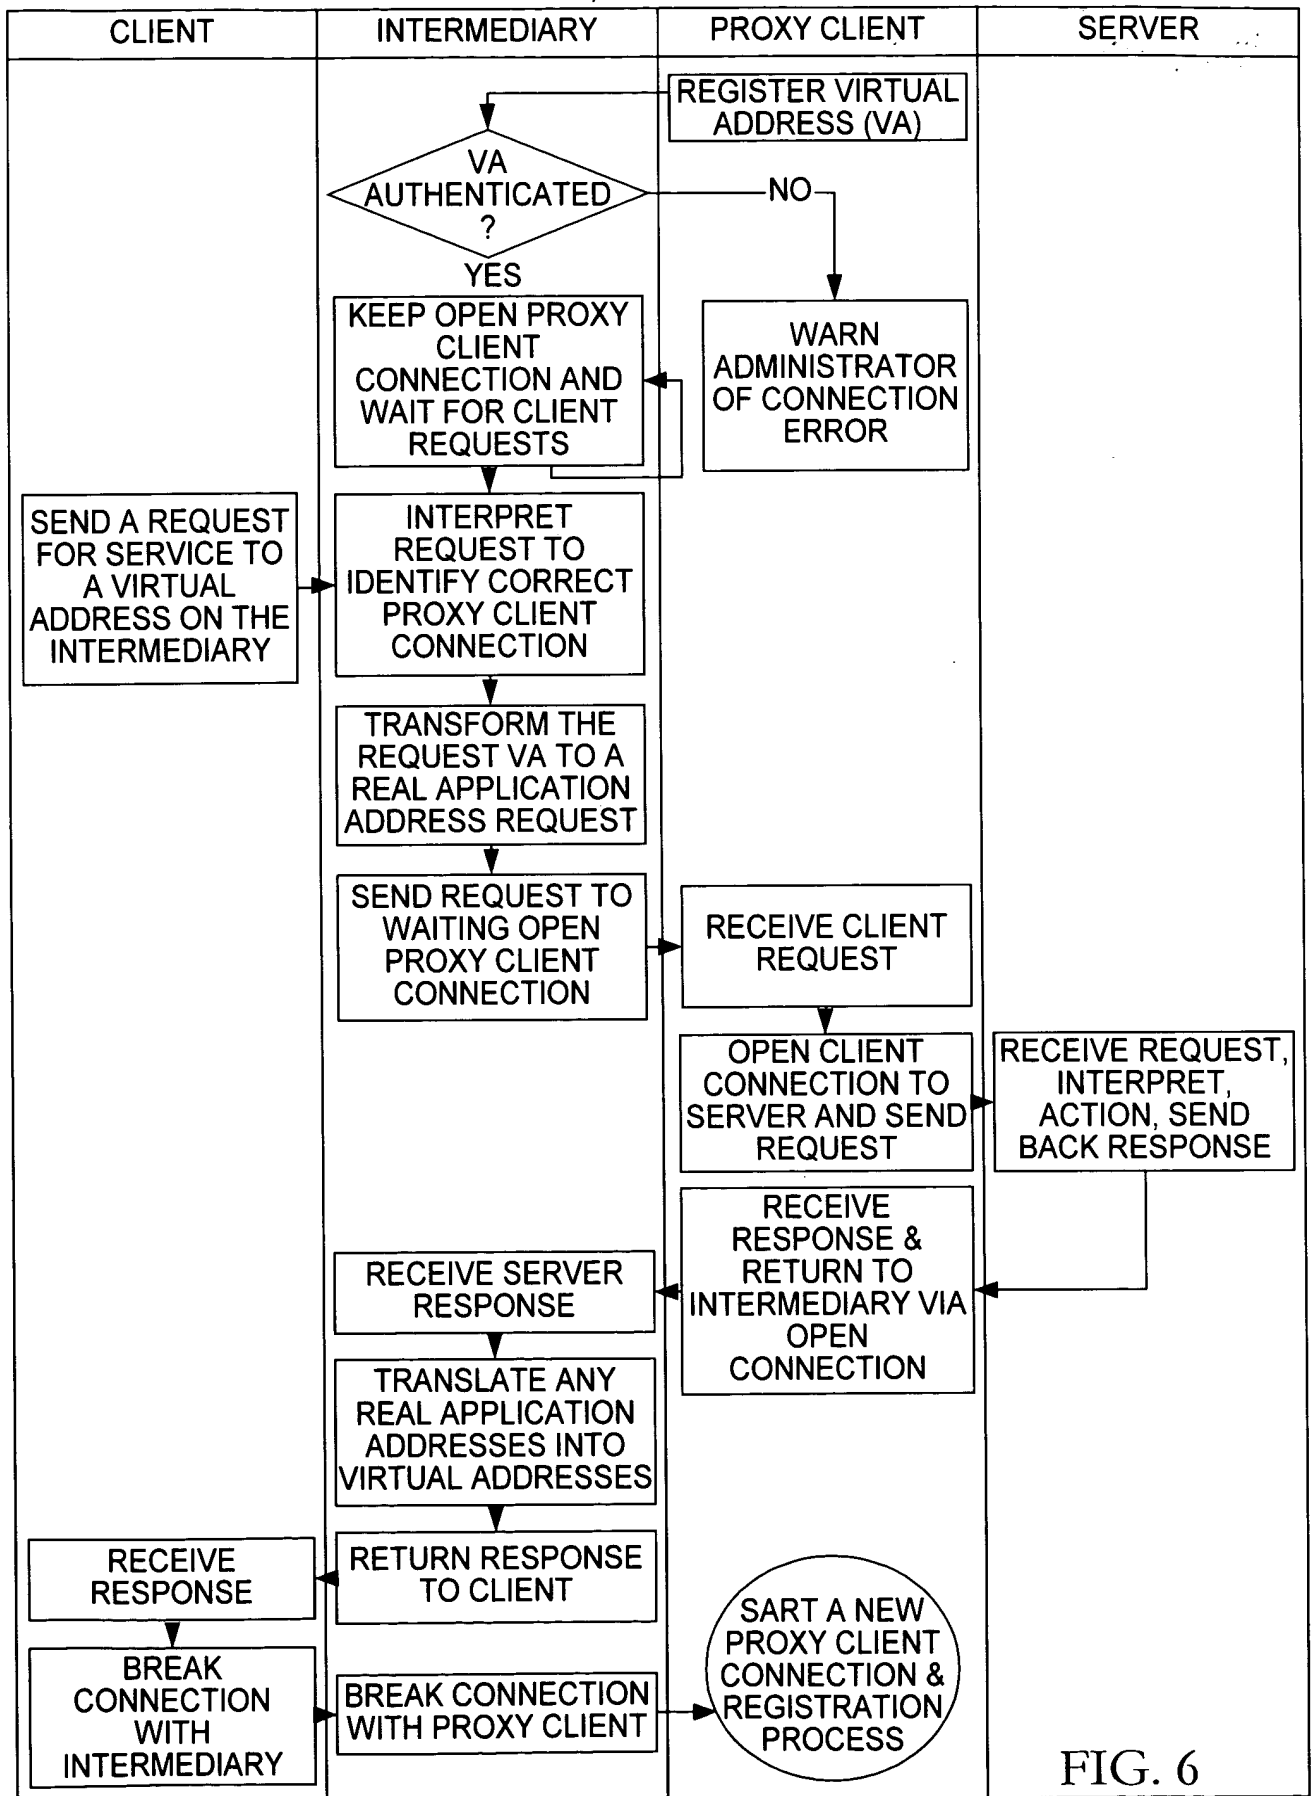 CLIENT
INTERMEDIARY
PROXY CLIENT
SERVER
REGISTER VIRTUAL
ADDRESS (VA)
VA
AUTHENTICATED
?
NO
YES
KEEP OPEN PROXY
CLIENT
CONNECTION AND
WAIT FOR CLIENT
REQUESTS
WARN
ADMINISTRATOR
OF CONNECTION
ERROR
SEND A REQUEST
FOR SERVICE TO
A VIRTUAL
ADDRESS ON THE
INTERMEDIARY
INTERPRET
REQUEST TO
IDENTIFY CORRECT
PROXY CLIENT
CONNECTION
TRANSFORM THE
REQUEST VA TO A
REAL APPLICATION
ADDRESS REQUEST
SEND REQUEST TO
WAITING OPEN
PROXY CLIENT
CONNECTION
RECEIVE CLIENT
REQUEST
OPEN CLIENT
CONNECTION TO
SERVER AND SEND
REQUEST
RECEIVE REQUEST,
INTERPRET,
ACTION, SEND
BACK RESPONSE
RECEIVE
RESPONSE &
RETURN TO
INTERMEDIARY VIA
OPEN
CONNECTION
RECEIVE SERVER
RESPONSE
TRANSLATE ANY
REAL APPLICATION
ADDRESSES INTO
VIRTUAL ADDRESSES
RETURN RESPONSE
TO CLIENT
RECEIVE
RESPONSE
BREAK
CONNECTION
WITH
INTERMEDIARY
BREAK CONNECTION
WITH PROXY CLIENT
SART A NEW
PROXY CLIENT
CONNECTION &
REGISTRATION
PROCESS
FIG. 6